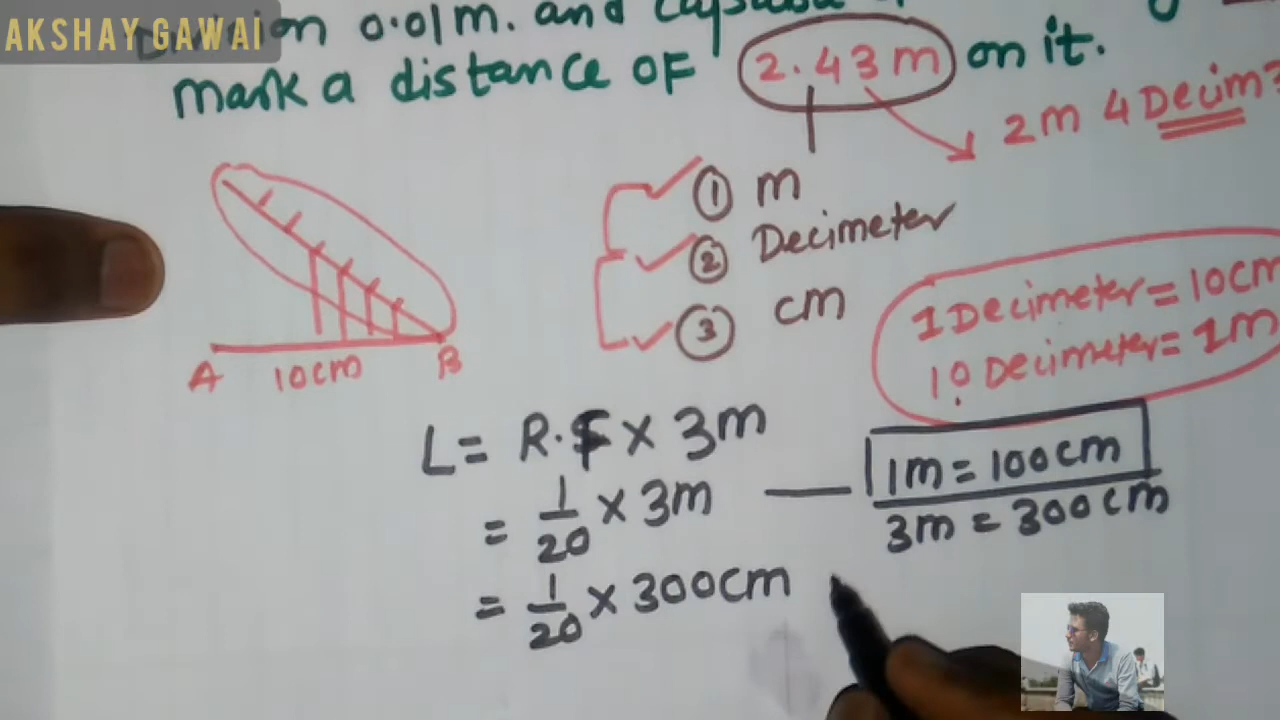 AKSHAY GAWAI
0.01m. and
mark a distance of 2.43m on it.
2m 4 Decim
① m
② Decimeter
③ cm
A 10cm B
1 Decimeter = 10cm
10 Decimeter = 1m
L = R.F × 3m
= 1/20 × 3m — 1m = 100cm
3m = 300cm
= 1/20 × 300cm